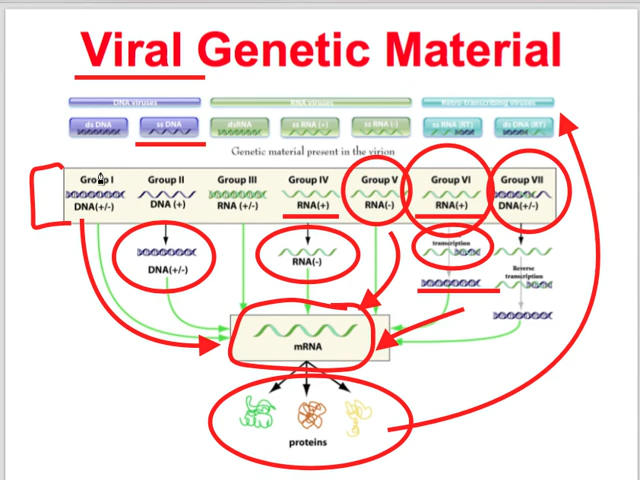 Viral Genetic Material
DNA viruses RNA viruses Retro-transcribing viruses
ds DNA ss DNA dsRNA ss RNA (+) ss RNA (-) ss RNA (RT) ds DNA (RT)
Genetic material present in the virion
Group I Group II Group III Group IV Group V Group VI Group VII
DNA(+/-) DNA (+) RNA (+/-) RNA(+) RNA(-) RNA(+) DNA(+/-)
transcription
DNA(+/-) RNA(-) Reverse
transcription
mRNA
proteins